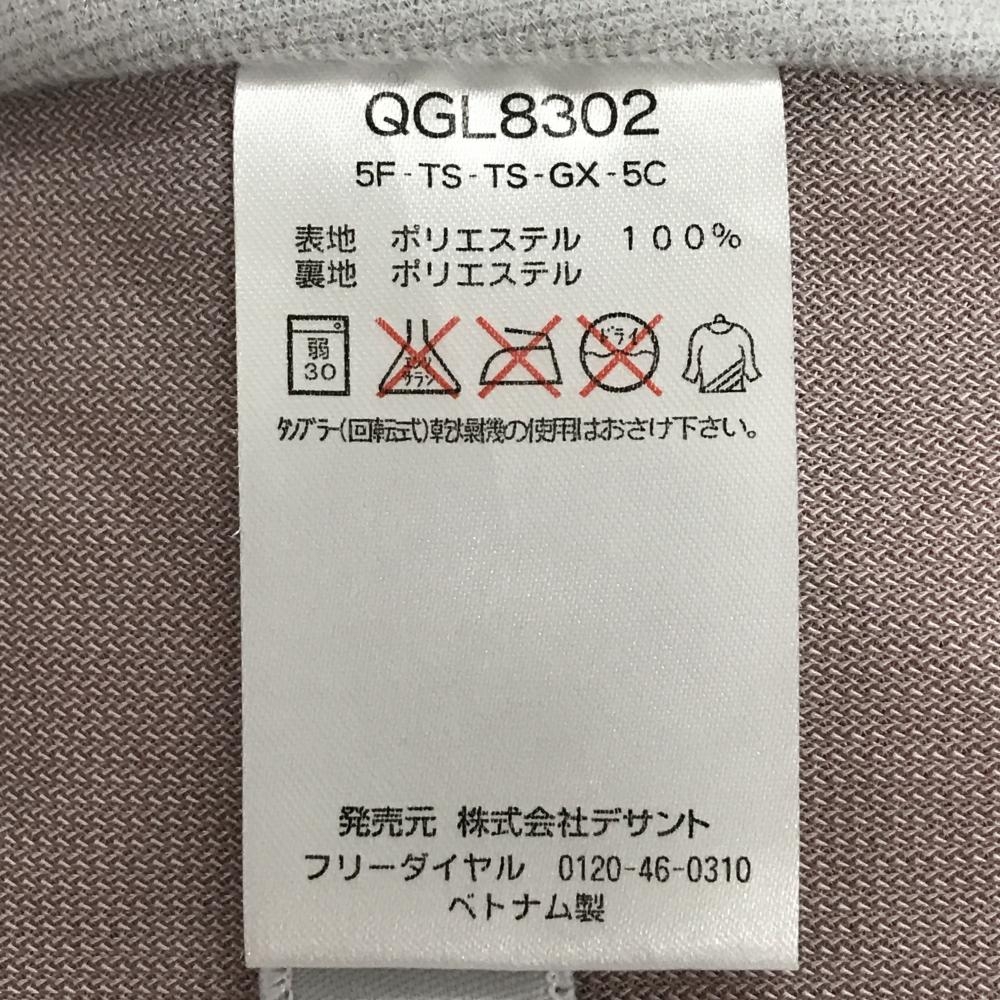 QGL8302
5F-TS-TS-GX-5C
表地 ポリエステル 100%
裏地 ポリエステル
弱 エンソ ドライ
30 サラシ
タンブラー(回転式)乾燥機の使用はおさけ下さい。
発売元 株式会社デサント
フリーダイヤル 0120-46-0310
ベトナム製